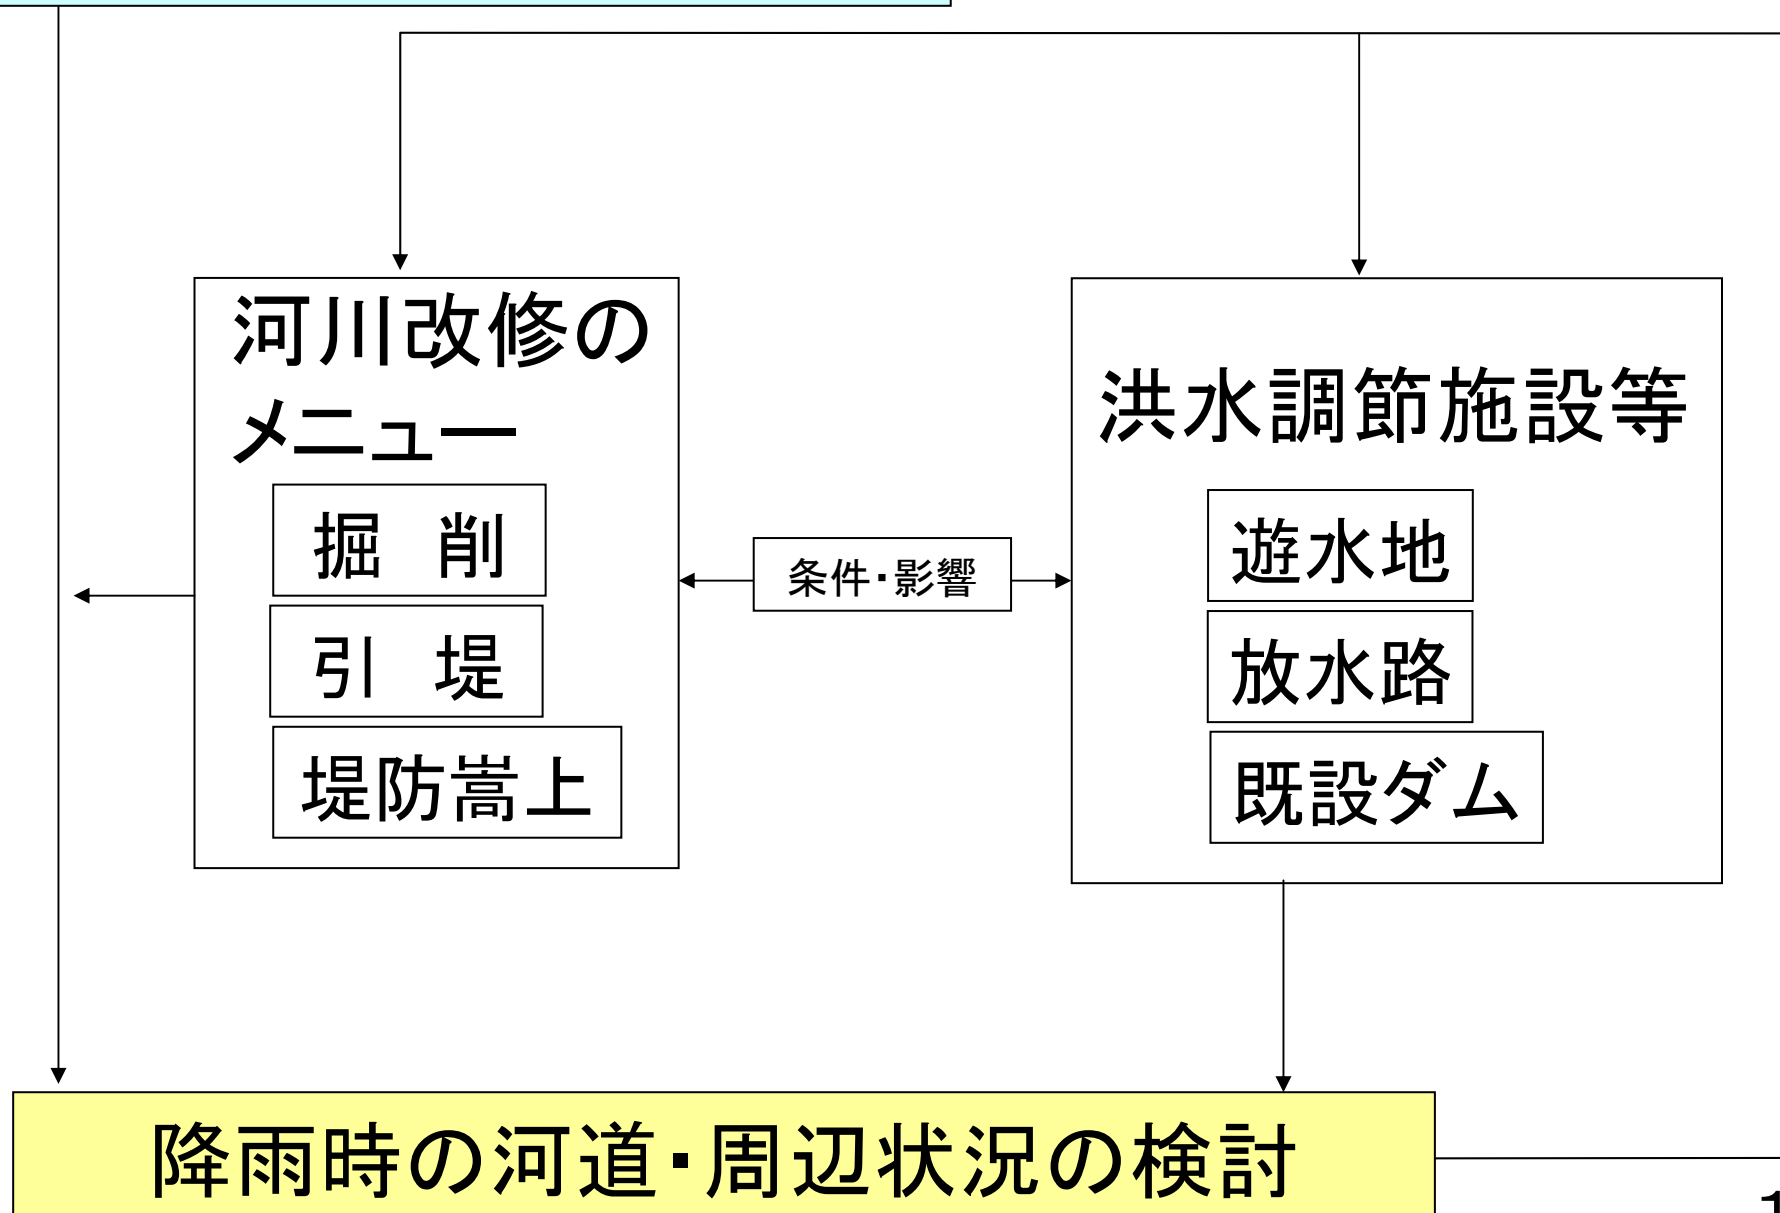 河川改修の
メニュー
掘　削
引　堤
堤防嵩上
条件・影響
洪水調節施設等
遊水地
放水路
既設ダム
降雨時の河道・周辺状況の検討